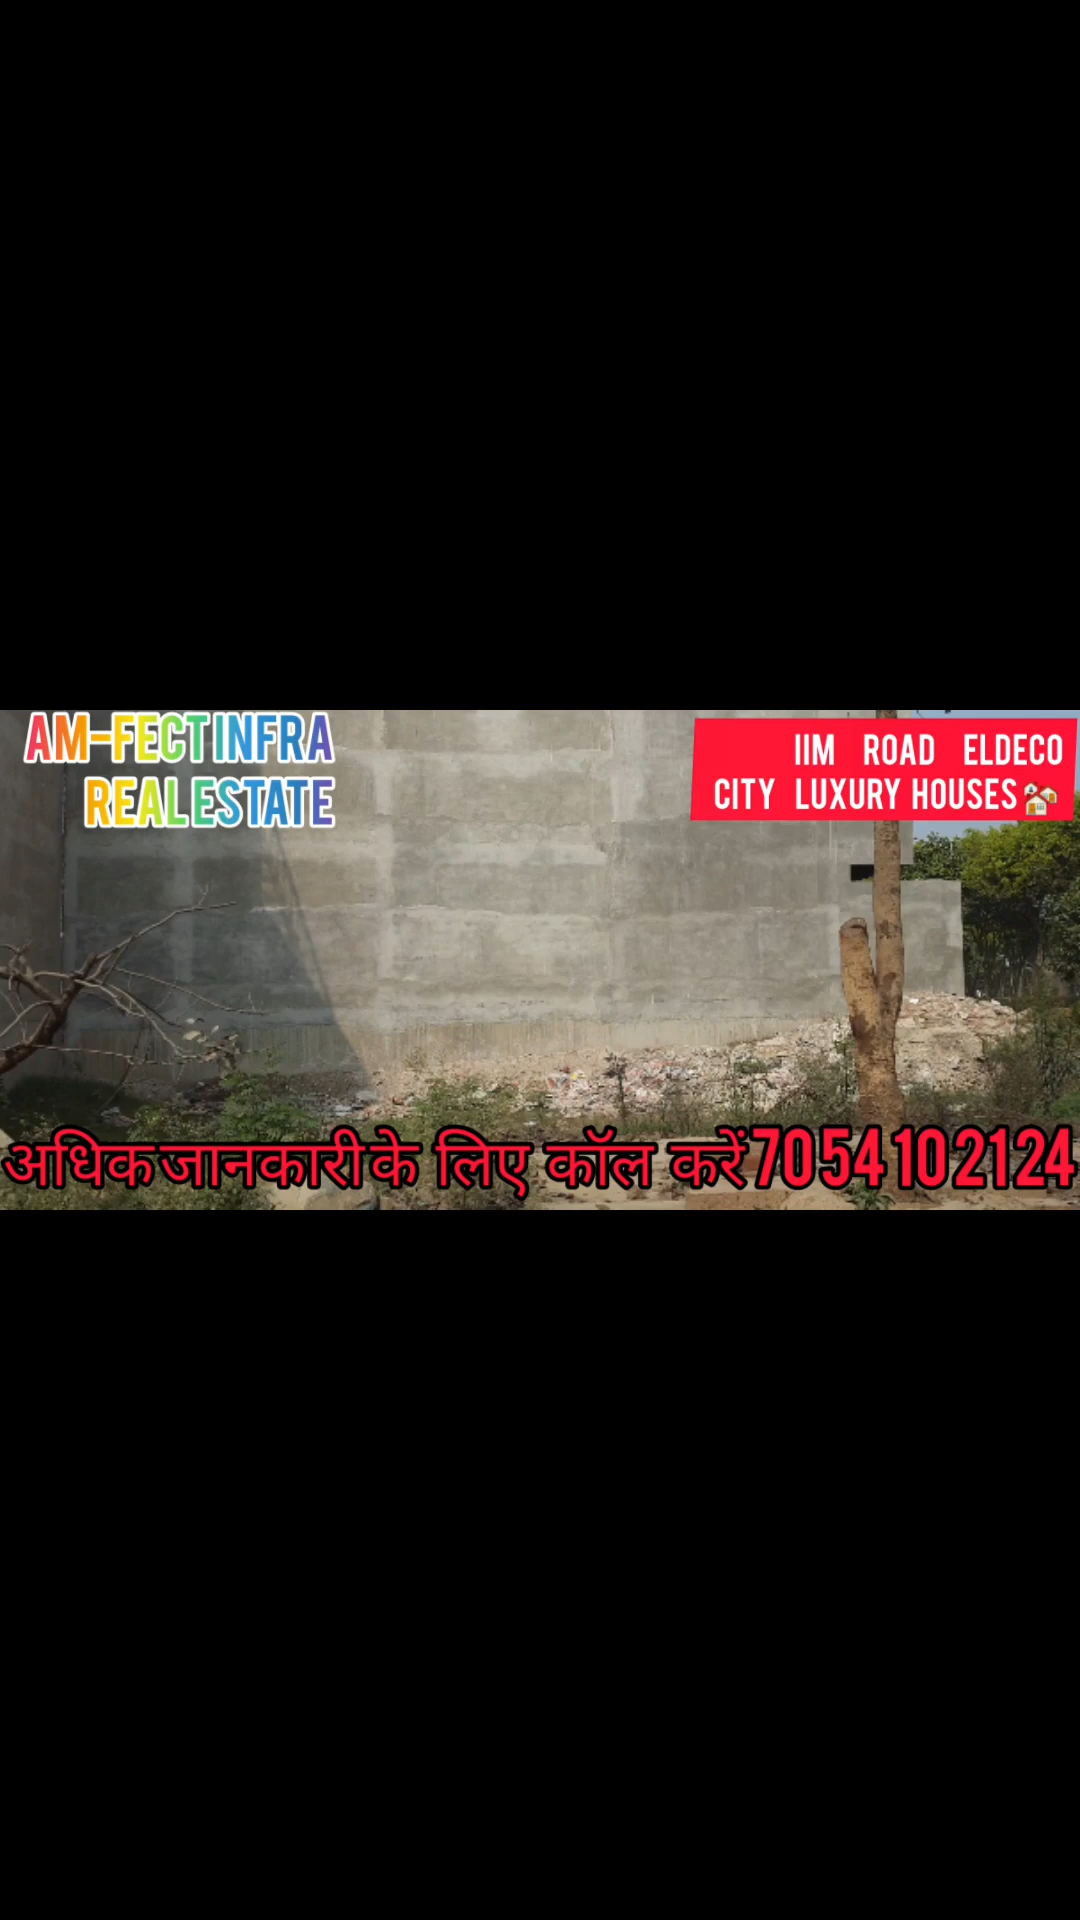 AM-FECT INFRA
REAL ESTATE
IIM ROAD ELDECO
CITY LUXURY HOUSES🏠
अधिक जानकारी के लिए कॉल करें 7054102124